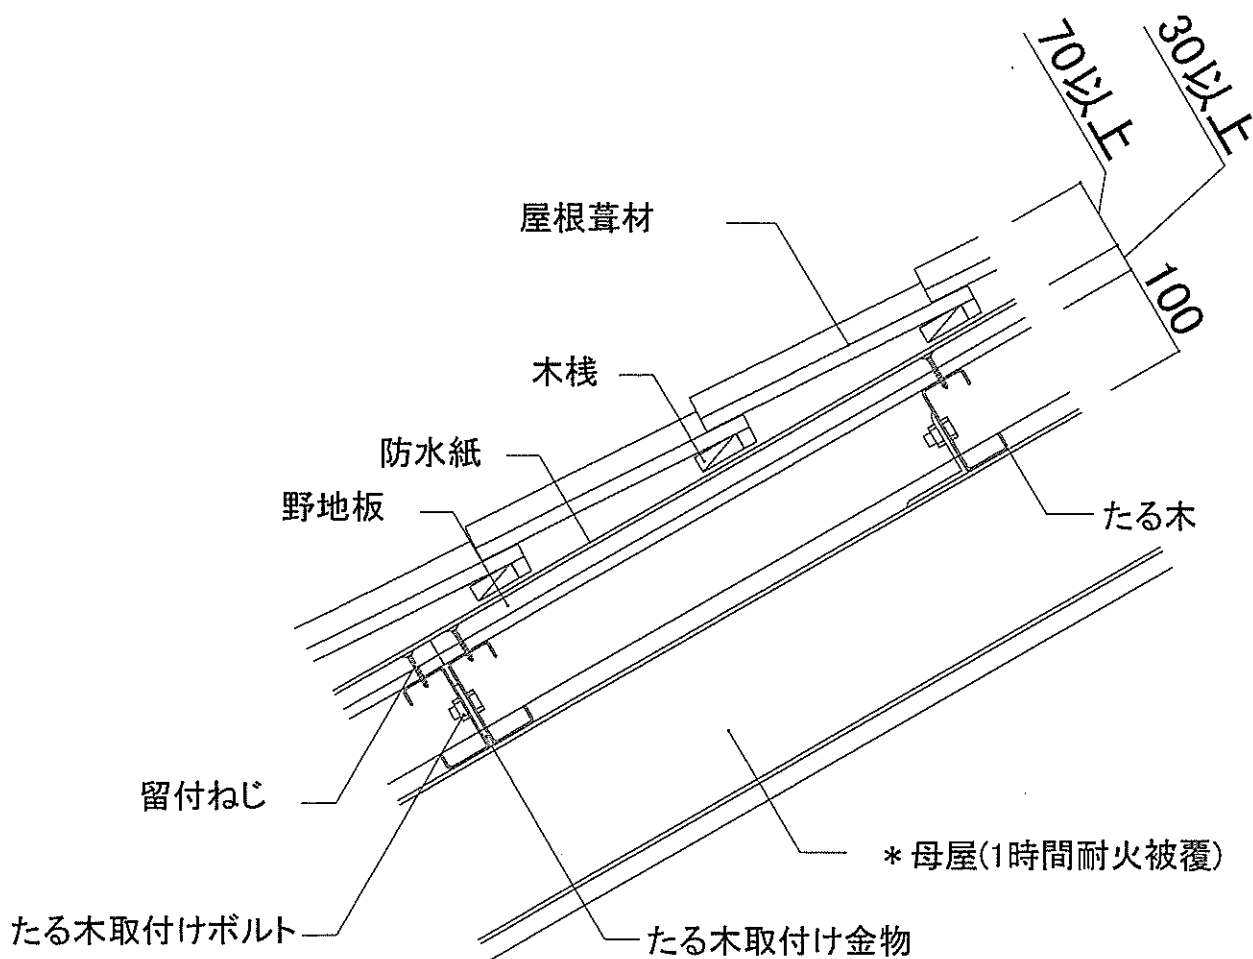 70以上
30以上
屋根葺材
100
木桟
防水紙
野地板
たる木
留付ねじ
*母屋(1時間耐火被覆)
たる木取付けボルト
たる木取付け金物